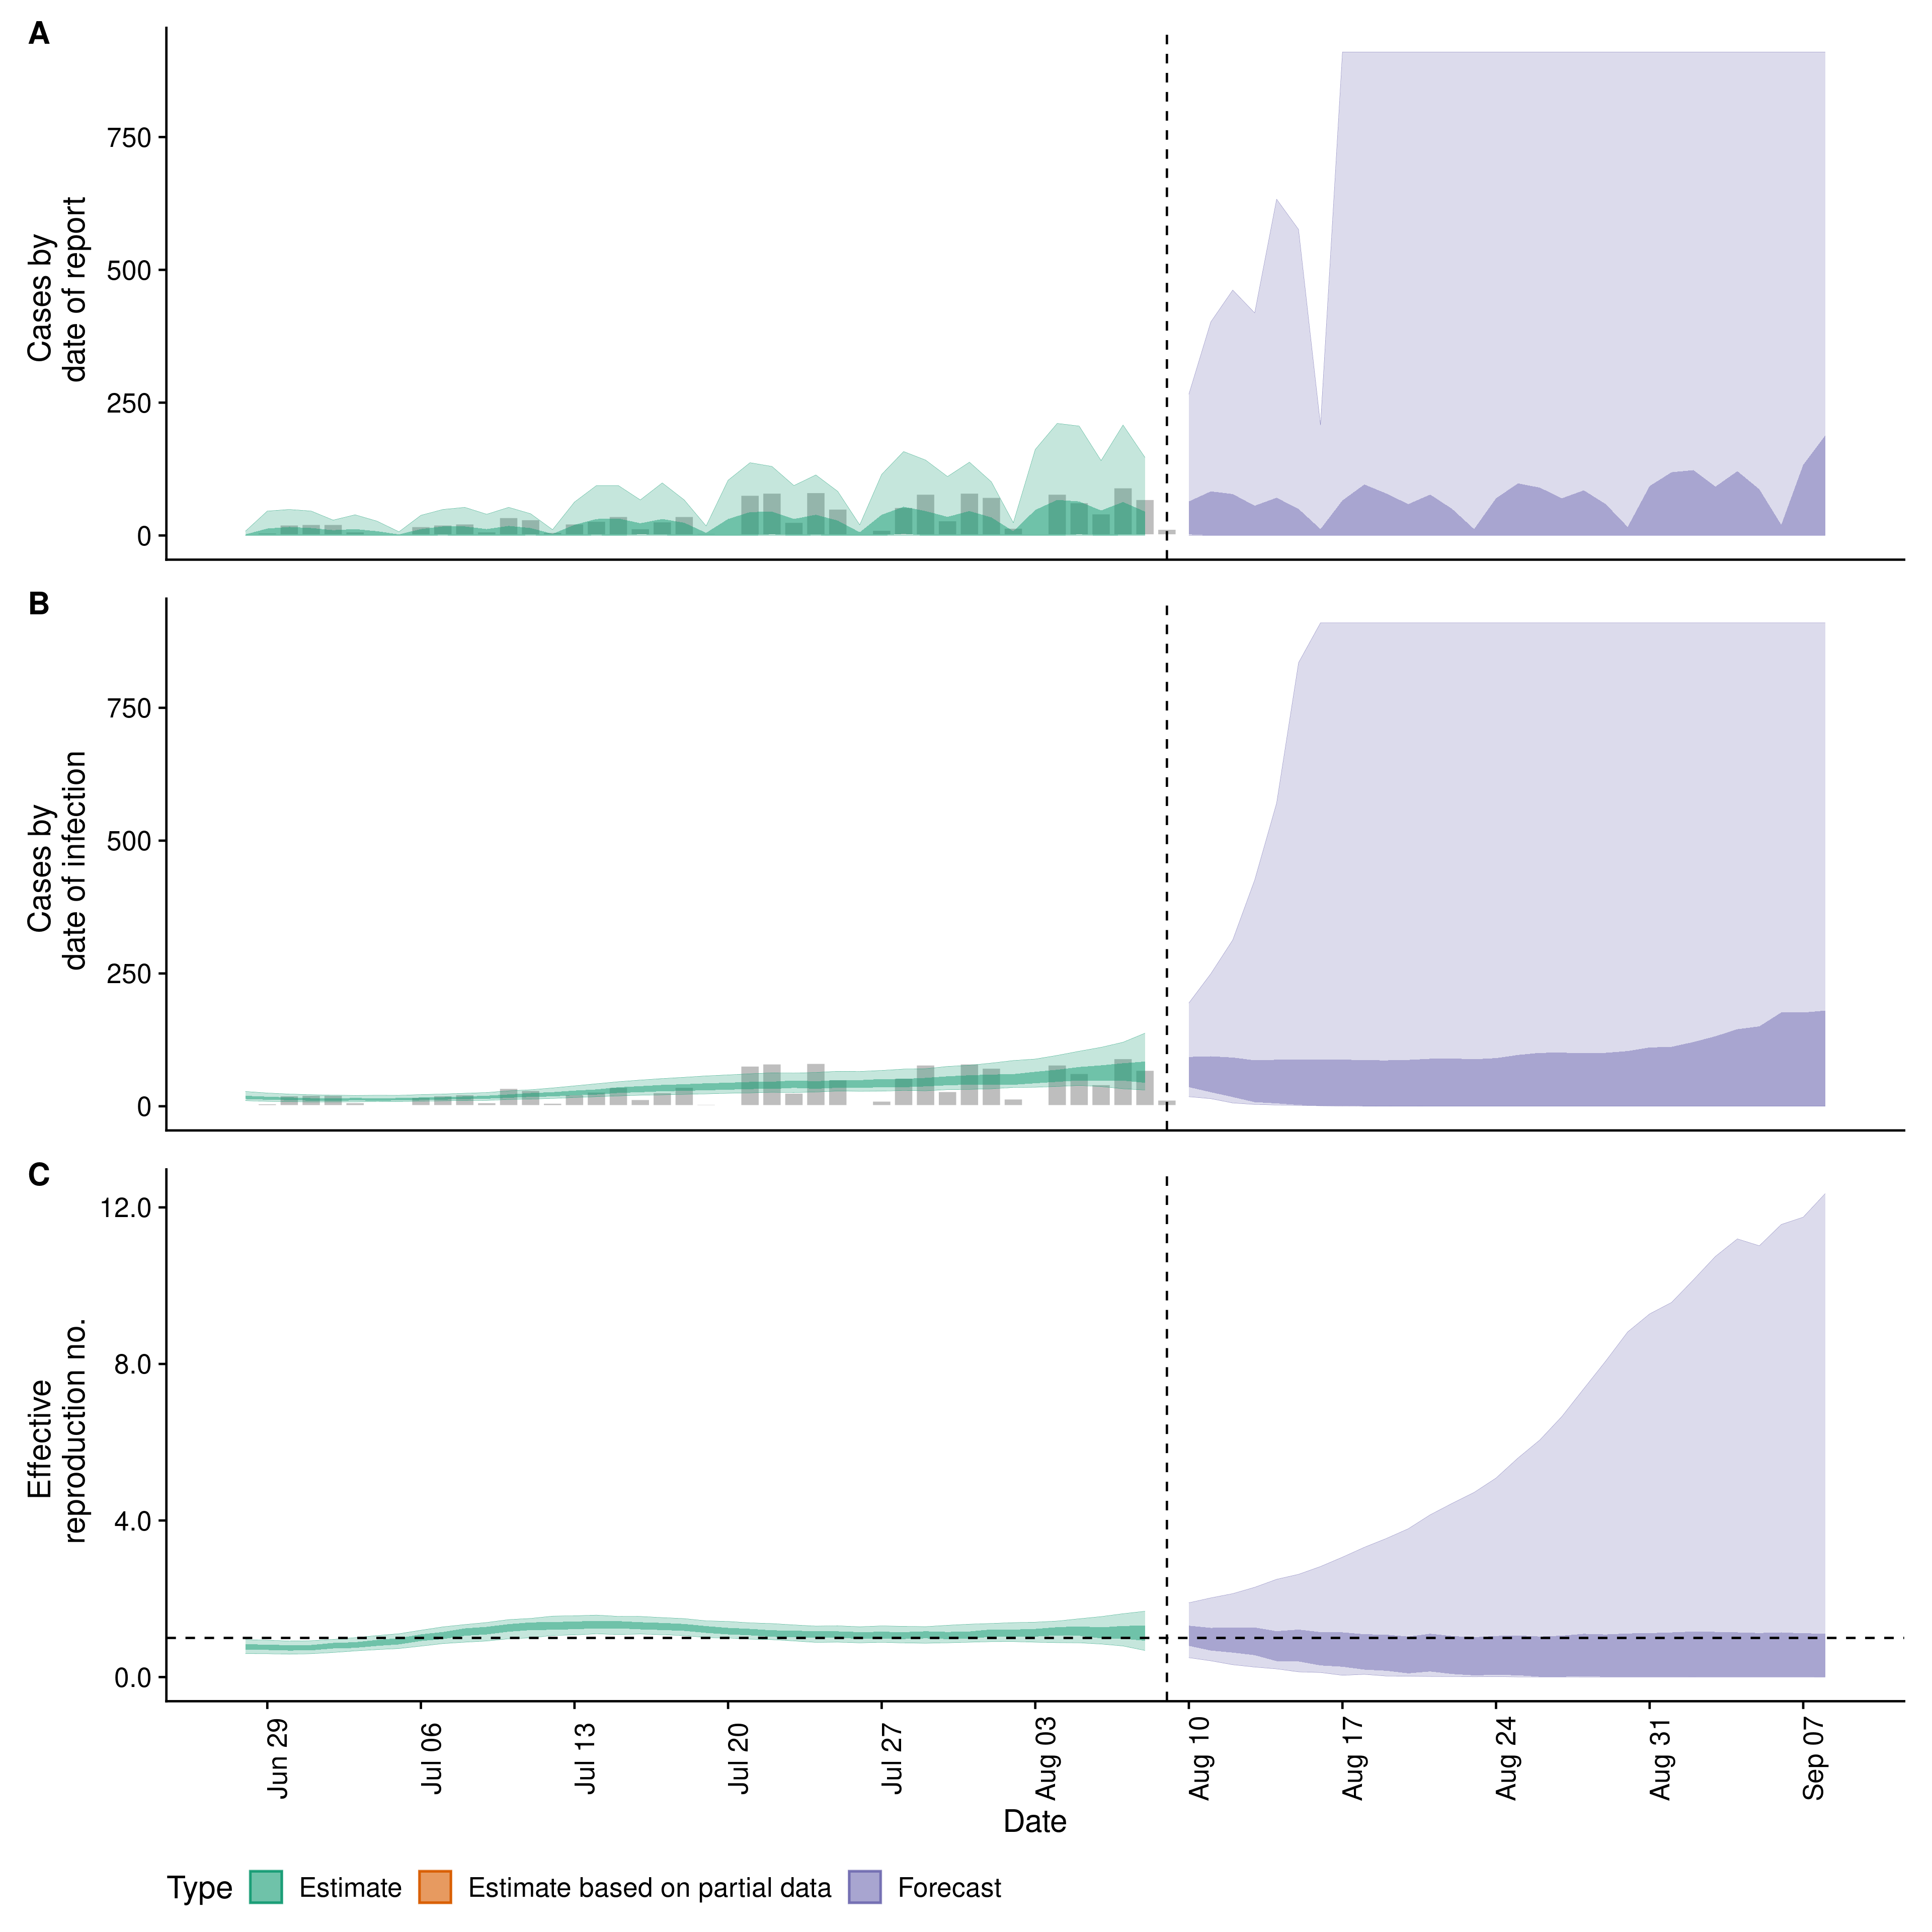 A
Cases by
date of report
750
500
250
0
B
Cases by
date of infection
750
500
250
0
C
Effective
reproduction no.
12.0
8.0
4.0
0.0
Jun 29
Jul 06
Jul 13
Jul 20
Jul 27
Aug 03
Aug 10
Aug 17
Aug 24
Aug 31
Sep 07
Date
Type Estimate Estimate based on partial data Forecast